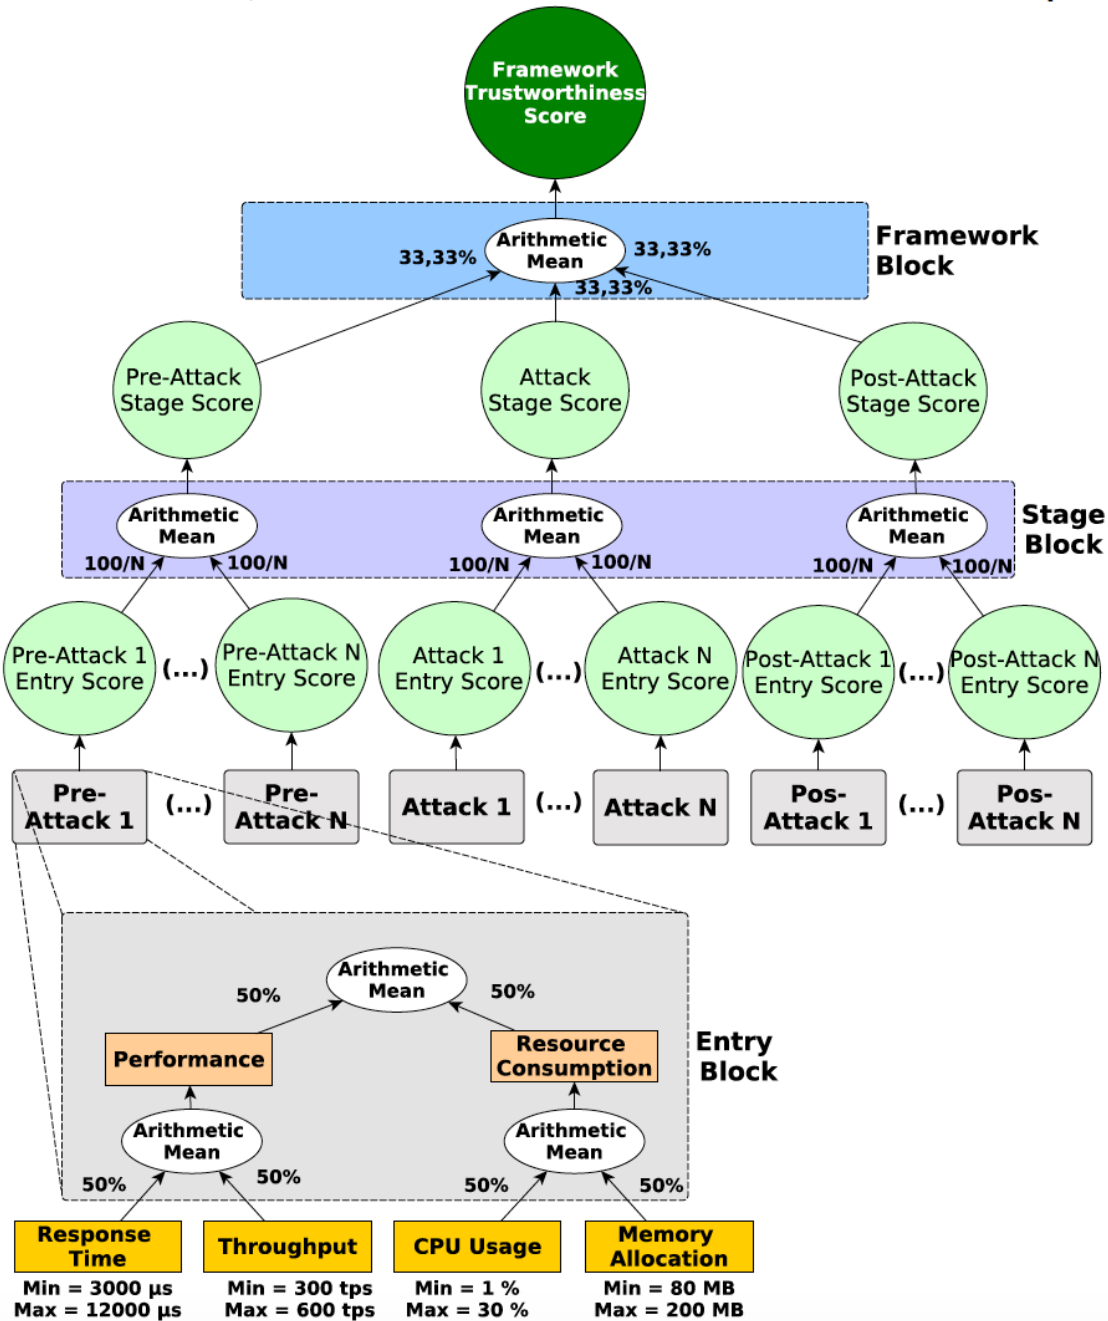 Framework
Trustworthiness
Score
Arithmetic
Mean
33,33%
33,33%
33,33%
Framework
Block
Pre-Attack
Stage Score
Attack
Stage Score
Post-Attack
Stage Score
Arithmetic
Mean
Arithmetic
Mean
Arithmetic
Mean
Stage
Block
100/N
100/N
100/N
100/N
100/N
100/N
Pre-Attack 1
Entry Score
(...)
Pre-Attack N
Entry Score
Attack 1
Entry Score
(...)
Attack N
Entry Score
Post-Attack 1
Entry Score
(...)
Post-Attack N
Entry Score
Pre-
Attack 1
(...)
Pre-
Attack N
Attack 1
(...)
Attack N
Pos-
Attack 1
(...)
Pos-
Attack N
Arithmetic
Mean
50%
50%
Performance
Resource
Consumption
Entry
Block
Arithmetic
Mean
Arithmetic
Mean
50%
50%
50%
50%
Response
Time
Throughput
CPU Usage
Memory
Allocation
Min = 3000 µs
Max = 12000 µs
Min = 300 tps
Max = 600 tps
Min = 1 %
Max = 30 %
Min = 80 MB
Max = 200 MB